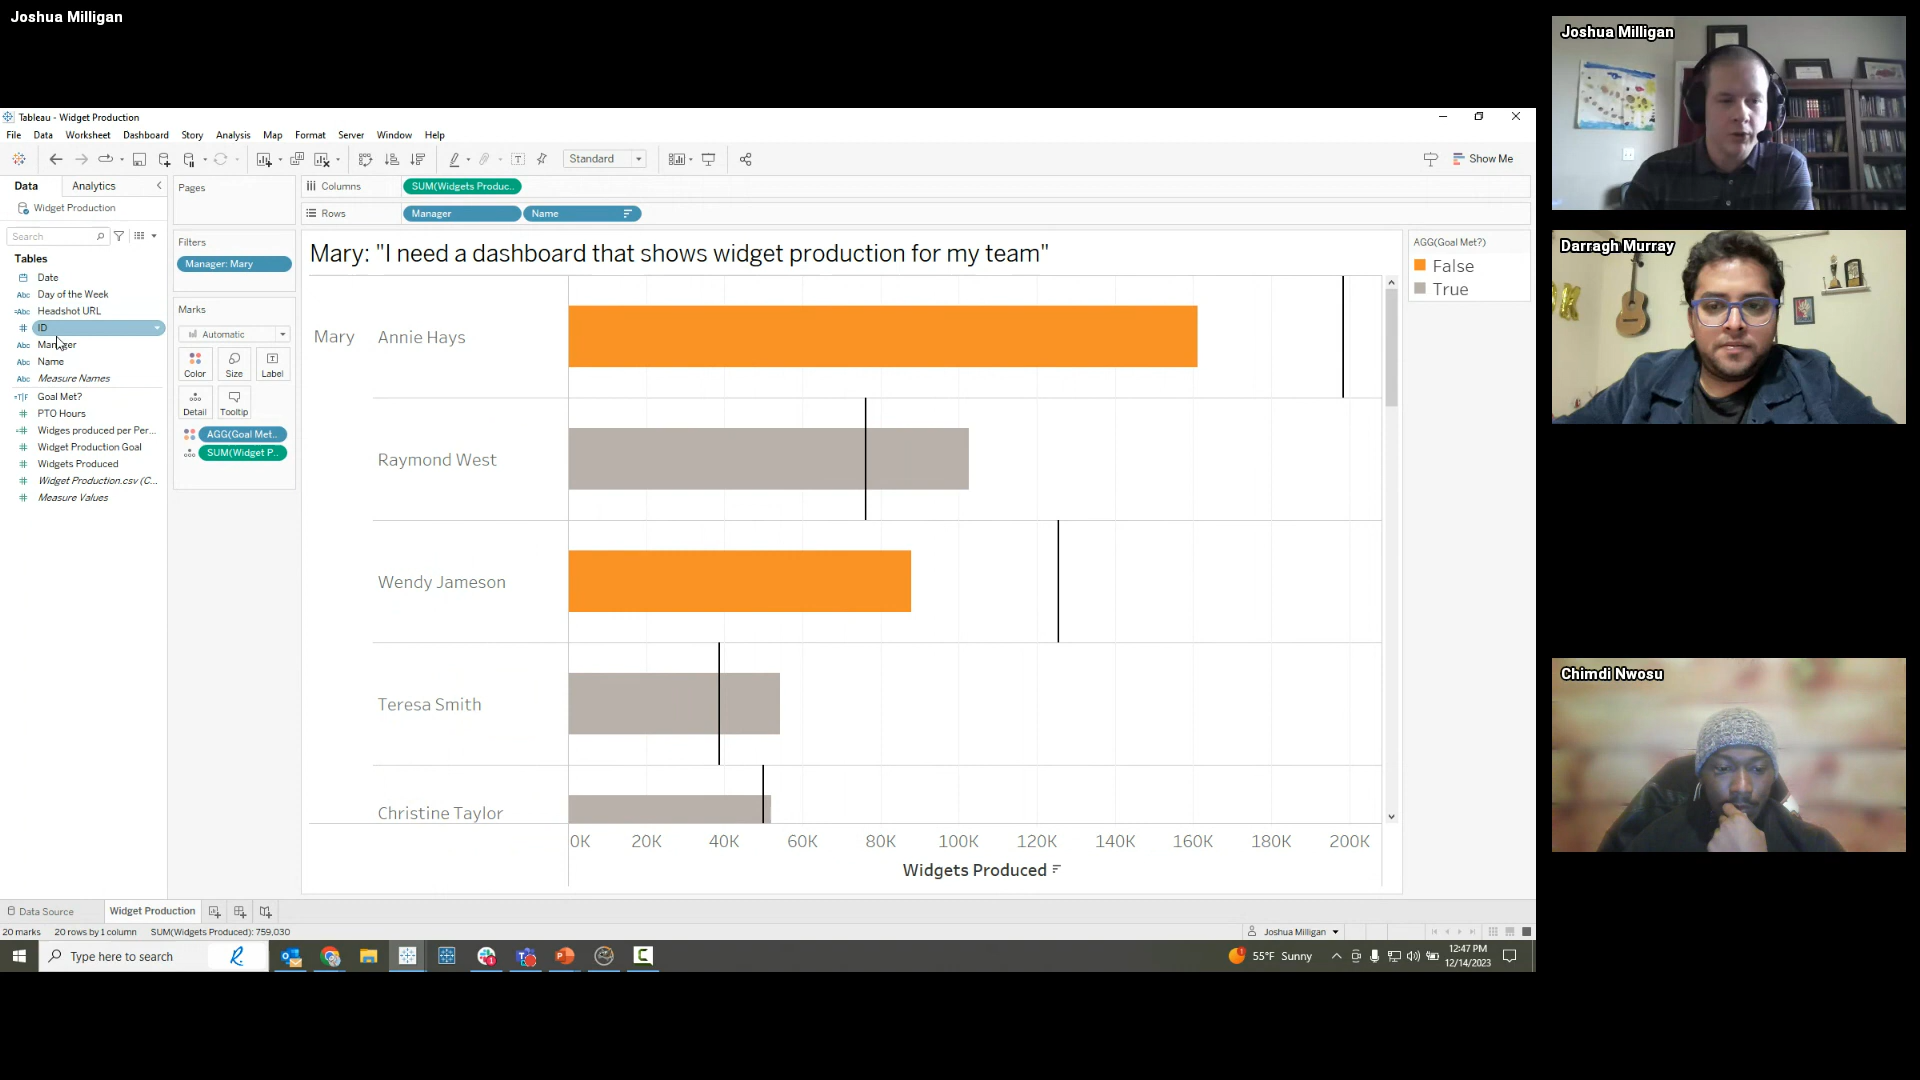 Joshua Milligan
Joshua Milligan
Tableau - Widget Production
File Data Worksheet Dashboard Story Analysis Map Format Server Window Help
Standard
Show Me
Data
Analytics
Widget Production
Search
Tables
Date
Abc Day of the Week
=Abc Headshot URL
# ID
Abc Manager
Abc Name
Abc Measure Names
=T|F Goal Met?
# PTO Hours
=# Widges produced per Per...
# Widget Production Goal
# Widgets Produced
# Widget Production.csv (C...
# Measure Values
Pages
Filters
Manager: Mary
Marks
Automatic
Color
Size
Label
Detail
Tooltip
AGG(Goal Met..
SUM(Widget P..
Columns
SUM(Widgets Produc..
Rows
Manager
Name
Mary: "I need a dashboard that shows widget production for my team"
Mary
Annie Hays
Raymond West
Wendy Jameson
Teresa Smith
Christine Taylor
0K 20K 40K 60K 80K 100K 120K 140K 160K 180K 200K
Widgets Produced
AGG(Goal Met?)
False
True
Data Source
Widget Production
20 marks 20 rows by 1 column SUM(Widgets Produced): 759,030
Joshua Milligan
Type here to search
55°F Sunny
12:47 PM
12/14/2023
Darragh Murray
K
Chimdi Nwosu